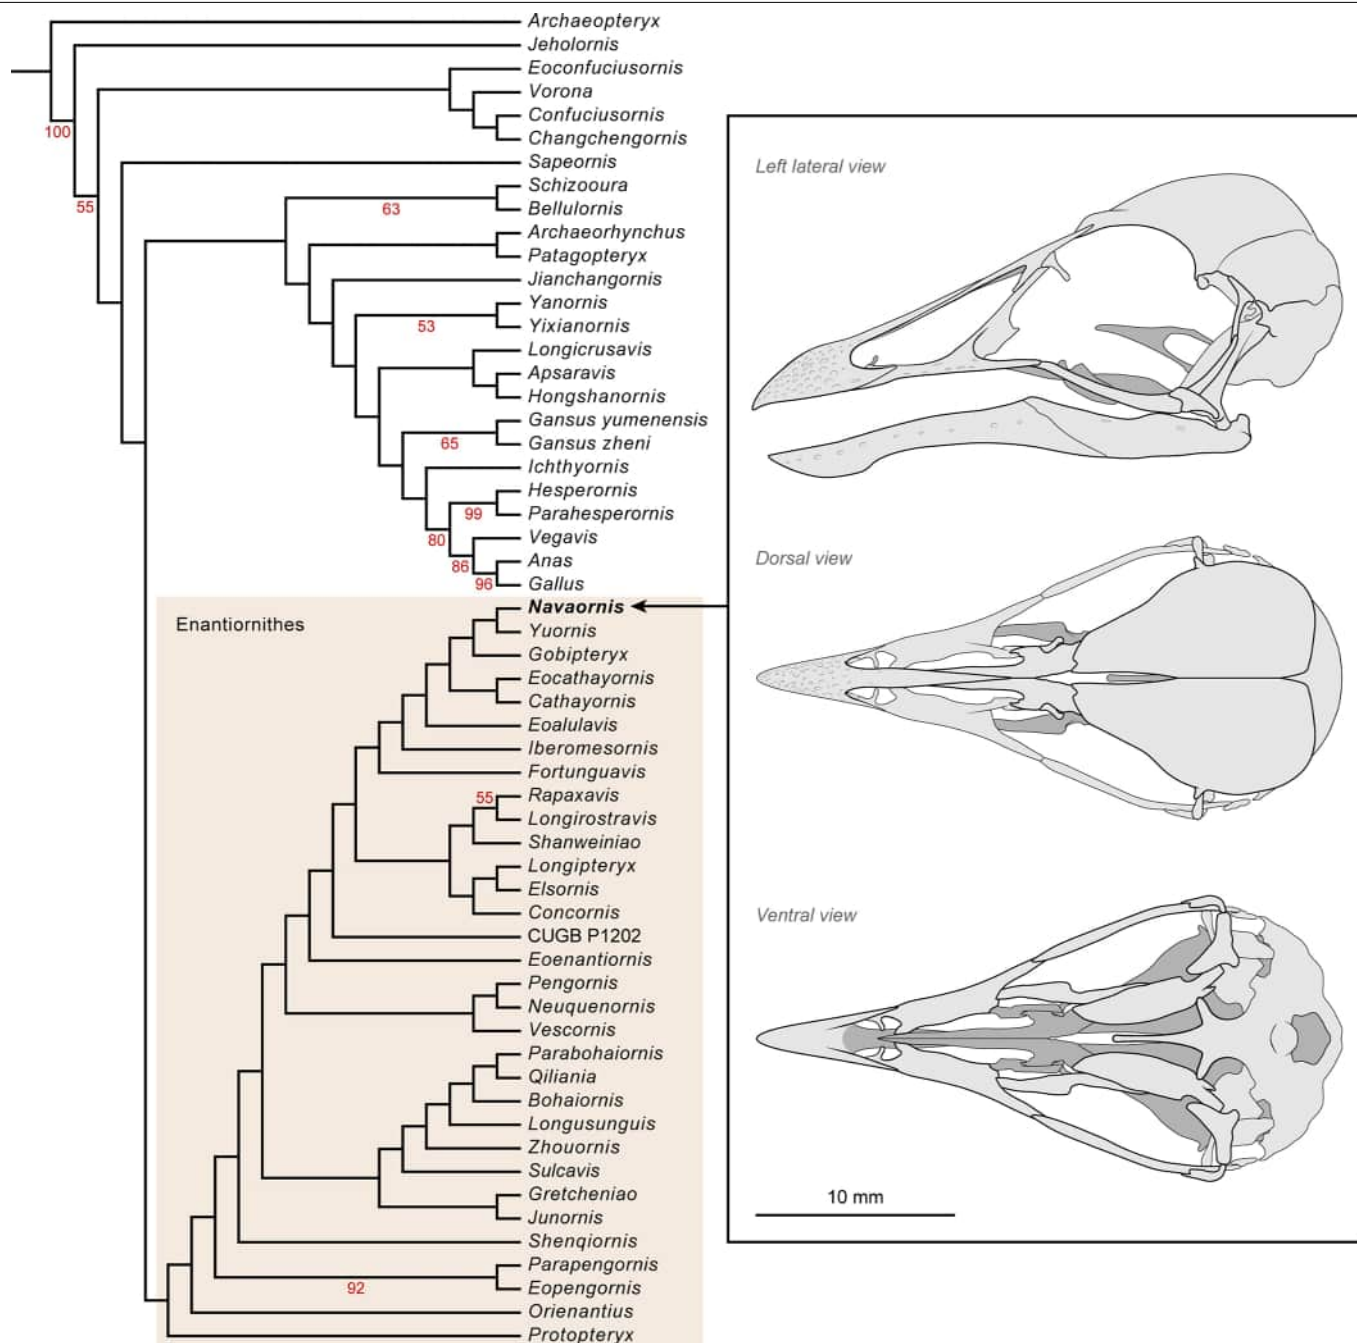 Archaeopteryx
Jeholornis
Eoconfuciusornis
Vorona
Confuciusornis
100
Changchengornis
Sapeornis
Schizooura
55
63
Bellulornis
Archaeorhynchus
Patagopteryx
Jianchangornis
Yanornis
53
Yixianornis
Longicrusavis
Apsaravis
Hongshanornis
Gansus yumenensis
65
Gansus zheni
Ichthyornis
Hesperornis
99
Parahesperornis
80
Vegavis
86
Anas
96
Gallus
Enantiornithes
Navaornis
Yuornis
Gobipteryx
Eocathayornis
Cathayornis
Eoalulavis
Iberomesornis
Fortunguavis
55
Rapaxavis
Longirostravis
Shanweiniao
Longipteryx
Elsornis
Concornis
CUGB P1202
Eoenantiornis
Pengornis
Neuquenornis
Vescornis
Parabohaiornis
Qiliania
Bohaiornis
Longusunguis
Zhouornis
Sulcavis
Gretcheniao
Junornis
Shenqiornis
Parapengornis
92
Eopengornis
Orienantius
Protopteryx
Left lateral view
Dorsal view
Ventral view
10 mm